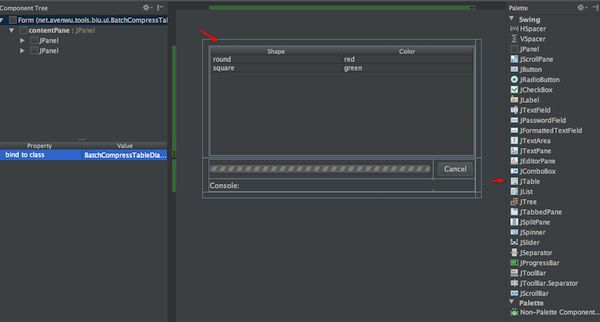 Component Tree
Form (net.avenwu.tools.biu.ui.BatchCompressTab
contentPane : JPanel
JPanel
JPanel
Property Value
bind to class BatchCompressTableDia...
Shape Color
round red
square green
Cancel
Console:
Palette
Swing
HSpacer
VSpacer
JPanel
JScrollPane
JButton
JRadioButton
JCheckBox
JLabel
JTextField
JPasswordField
JFormattedTextField
JTextArea
JTextPane
JEditorPane
JComboBox
JTable
JList
JTree
JTabbedPane
JSplitPane
JSpinner
JSlider
JSeparator
JProgressBar
JToolBar
JToolBar.Separator
JScrollBar
Palette
Non-Palette Component...